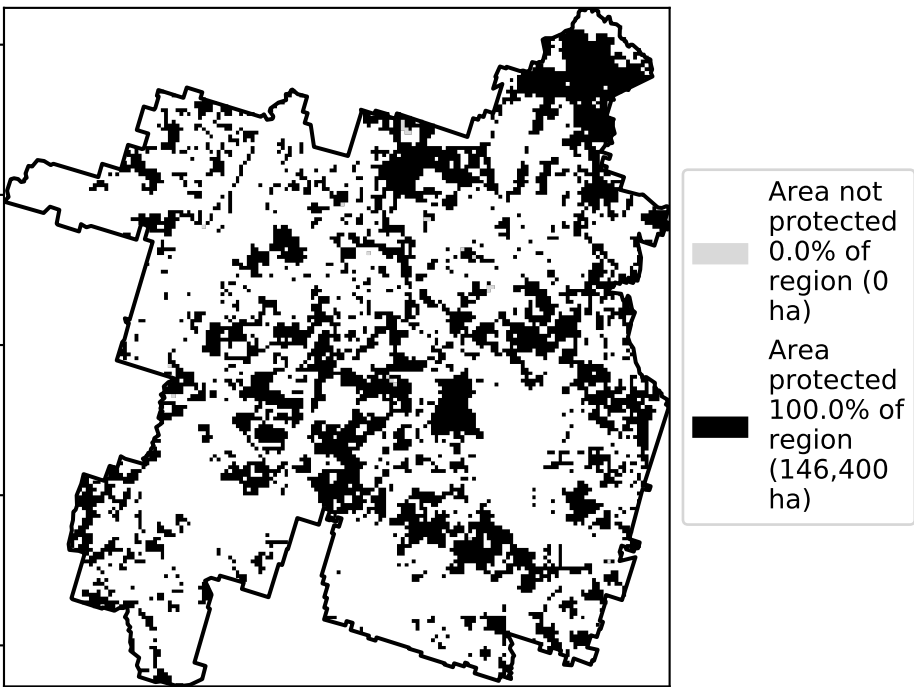 Area not
protected
0.0% of
region (0
ha)
Area
protected
100.0% of
region
(146,400
ha)